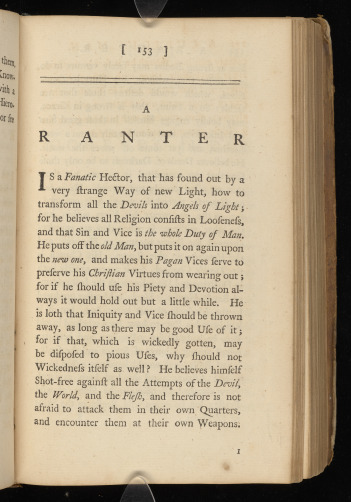 them,
Know-
vith a
or fre
[ 153 ]
A
RANTER
IS a Fanatic Hector, that has found out by a
very ſtrange Way of new Light, how to
transform all the Devils into Angels of Light;
for he believes all Religion conſiſts in Looſeneſs,
and that Sin and Vice is the whole Duty of Man.
He puts off the old Man, but puts it on again upon
the new one, and makes his Pagan Vices ſerve to
preſerve his Chriſtian Virtues from wearing out;
for if he ſhould uſe his Piety and Devotion al-
ways it would hold out but a little while. He
is loth that Iniquity and Vice ſhould be thrown
away, as long as there may be good Uſe of it;
for if that, which is wickedly gotten, may
be diſpoſed to pious Uſes, why ſhould not
Wickedneſs itſelf as well? He believes himſelf
Shot-free againſt all the Attempts of the Devil,
the World, and the Fleſh, and therefore is not
afraid to attack them in their own Quarters,
and encounter them at their own Weapons.
I